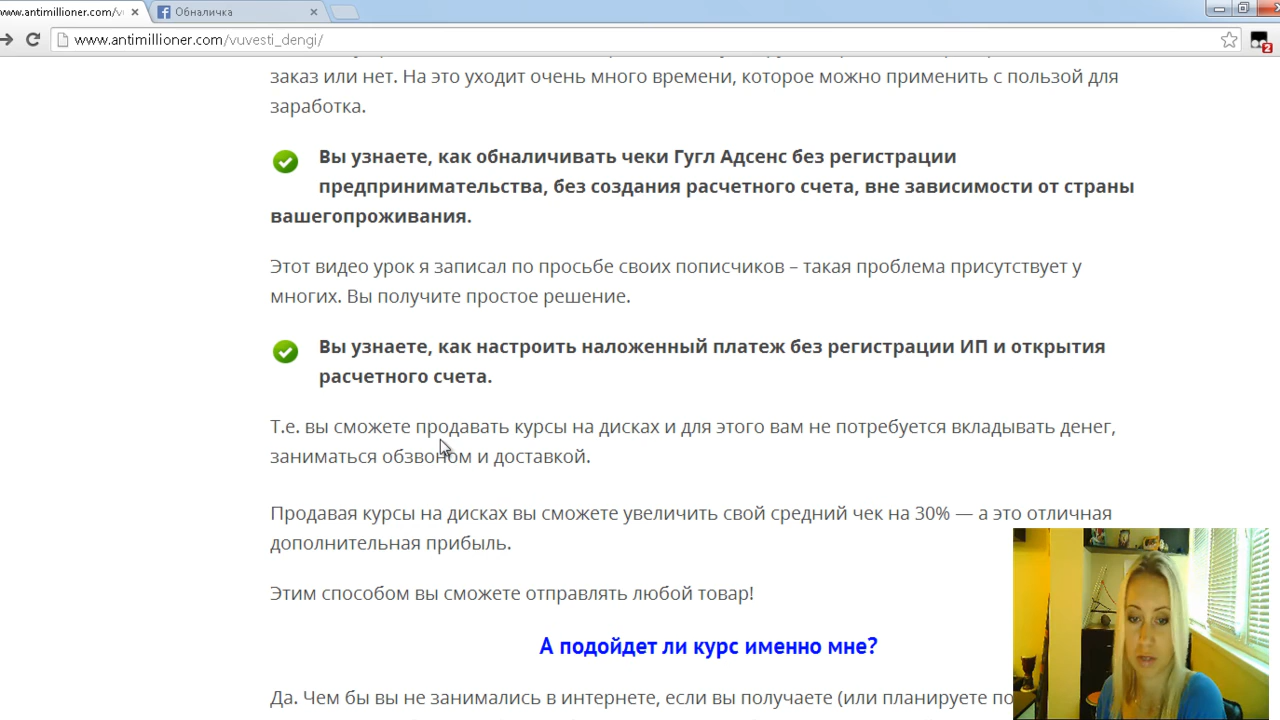 www.antimillioner.com/v
Обналичка
www.antimillioner.com/vuvesti_dengi/
2
заказ или нет. На это уходит очень много времени, которое можно применить с пользой для
заработка.
Вы узнаете, как обналичивать чеки Гугл Адсенс без регистрации
предпринимательства, без создания расчетного счета, вне зависимости от страны
вашегопроживания.
Этот видео урок я записал по просьбе своих пописчиков – такая проблема присутствует у
многих. Вы получите простое решение.
Вы узнаете, как настроить наложенный платеж без регистрации ИП и открытия
расчетного счета.
Т.е. вы сможете продавать курсы на дисках и для этого вам не потребуется вкладывать денег,
заниматься обзвоном и доставкой.
Продавая курсы на дисках вы сможете увеличить свой средний чек на 30% — а это отличная
дополнительная прибыль.
Этим способом вы сможете отправлять любой товар!
А подойдет ли курс именно мне?
Да. Чем бы вы не занимались в интернете, если вы получаете (или планируете